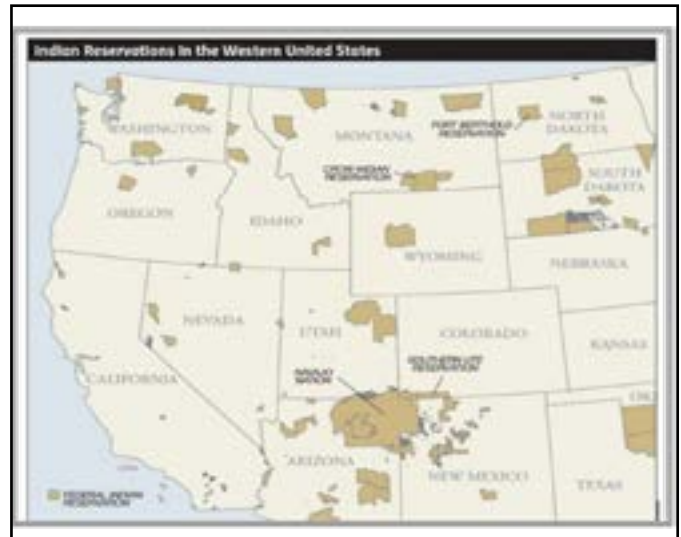 Indian Reservations in the Western United States
WASHINGTON
MONTANA
FORT BERTHOLD
RESERVATION
NORTH
DAKOTA
CROW INDIAN
RESERVATION
SOUTH
DAKOTA
OREGON
IDAHO
WYOMING
NEBRASKA
NEVADA
UTAH
COLORADO
KANSAS
SOUTHERN UTE
RESERVATION
NAVAJO
NATION
CALIFORNIA
OKL
ARIZONA
NEW MEXICO
TEXAS
FEDERAL INDIAN
RESERVATION